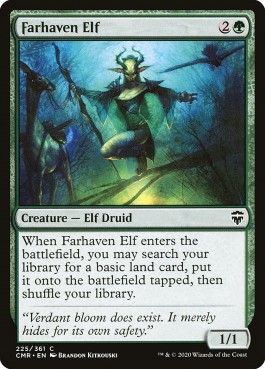 Farhaven Elf 2
Creature — Elf Druid
When Farhaven Elf enters the
battlefield, you may search your
library for a basic land card, put
it onto the battlefield tapped, then
shuffle your library.
"Verdant bloom does exist. It merely
hides for its own safety."
1/1
225/361 C
CMR • EN BRANDON KITKOUSKI
™ & © 2020 Wizards of the Coast